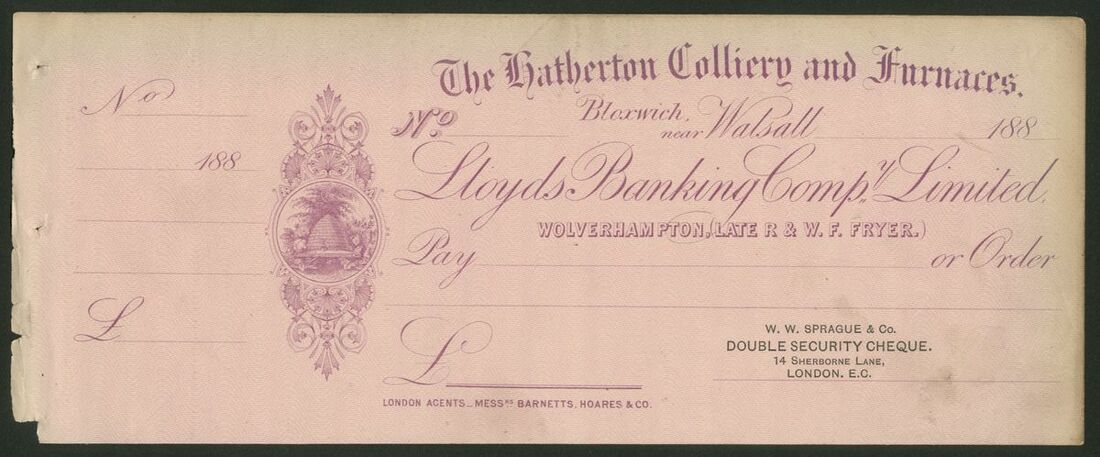 No
188
£
The Hatherton Colliery and Furnaces.
No Bloxwich, near Walsall 188
Lloyds Banking Compy. Limited.
WOLVERHAMPTON, (LATE R & W. F. FRYER.)
Pay or Order
£
W. W. SPRAGUE & Co.
DOUBLE SECURITY CHEQUE.
14 SHERBORNE LANE,
LONDON. E.C.
LONDON AGENTS_ MESSRS BARNETTS, HOARES & CO.